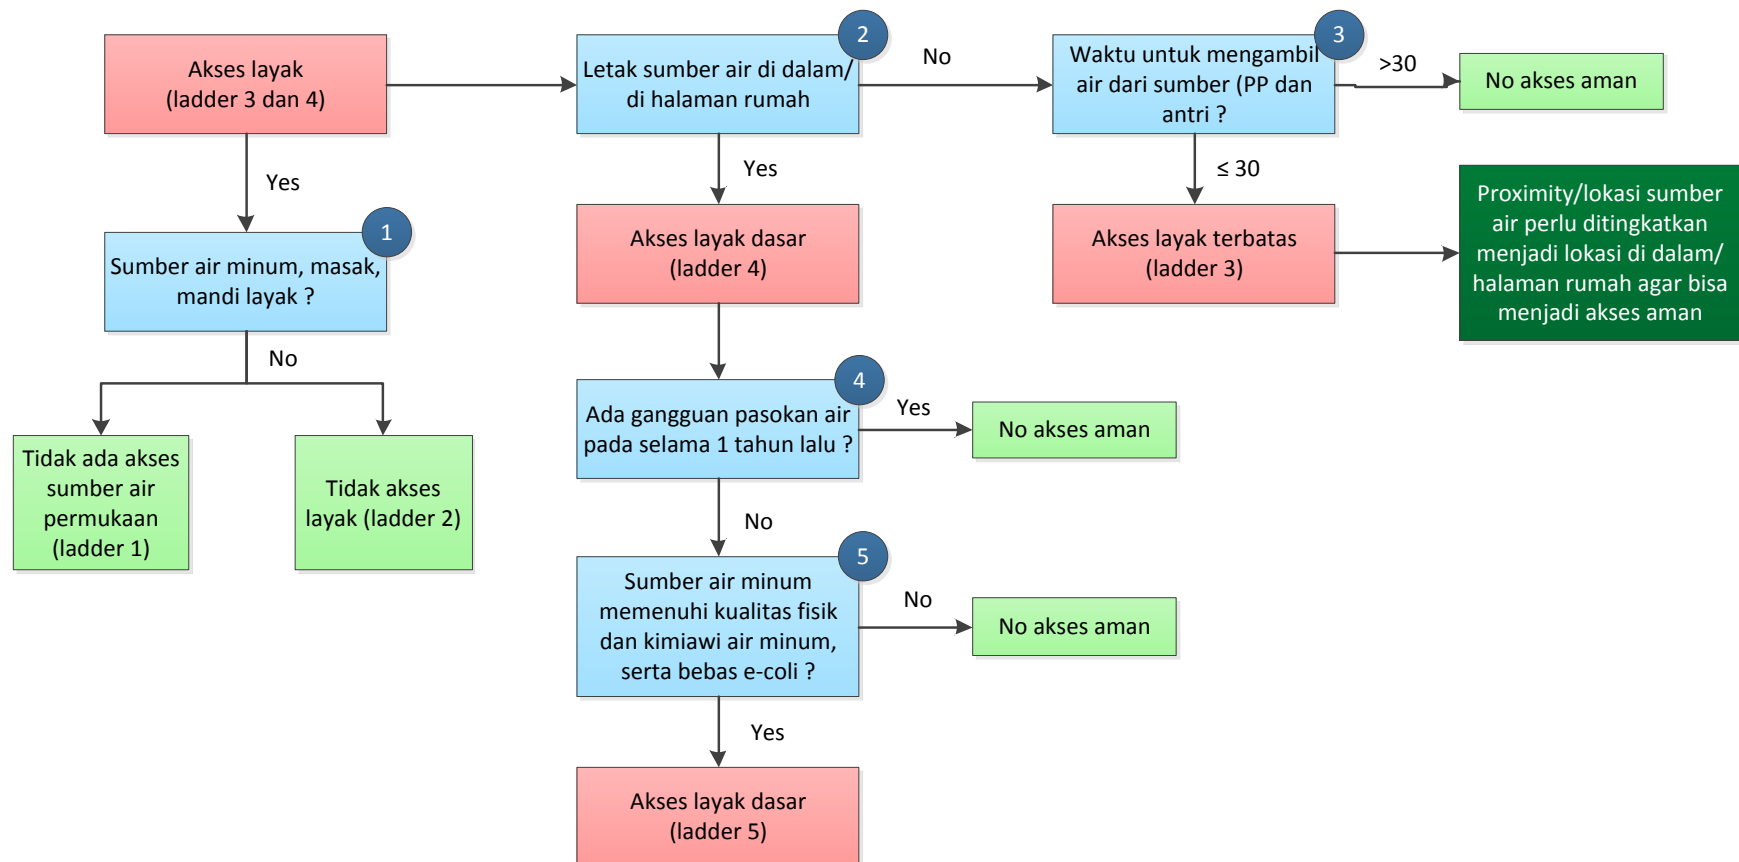 Akses layak
(ladder 3 dan 4)
2
Letak sumber air di dalam/
di halaman rumah
No
3
Waktu untuk mengambil
air dari sumber (PP dan
antri ?
>30
No akses aman
Yes
Yes
≤ 30
1
Sumber air minum, masak,
mandi layak ?
Akses layak dasar
(ladder 4)
Akses layak terbatas
(ladder 3)
Proximity/lokasi sumber
air perlu ditingkatkan
menjadi lokasi di dalam/
halaman rumah agar bisa
menjadi akses aman
No
Tidak ada akses
sumber air
permukaan
(ladder 1)
Tidak akses
layak (ladder 2)
4
Ada gangguan pasokan air
pada selama 1 tahun lalu ?
Yes
No akses aman
No
5
Sumber air minum
memenuhi kualitas fisik
dan kimiawi air minum,
serta bebas e-coli ?
No
No akses aman
Yes
Akses layak dasar
(ladder 5)